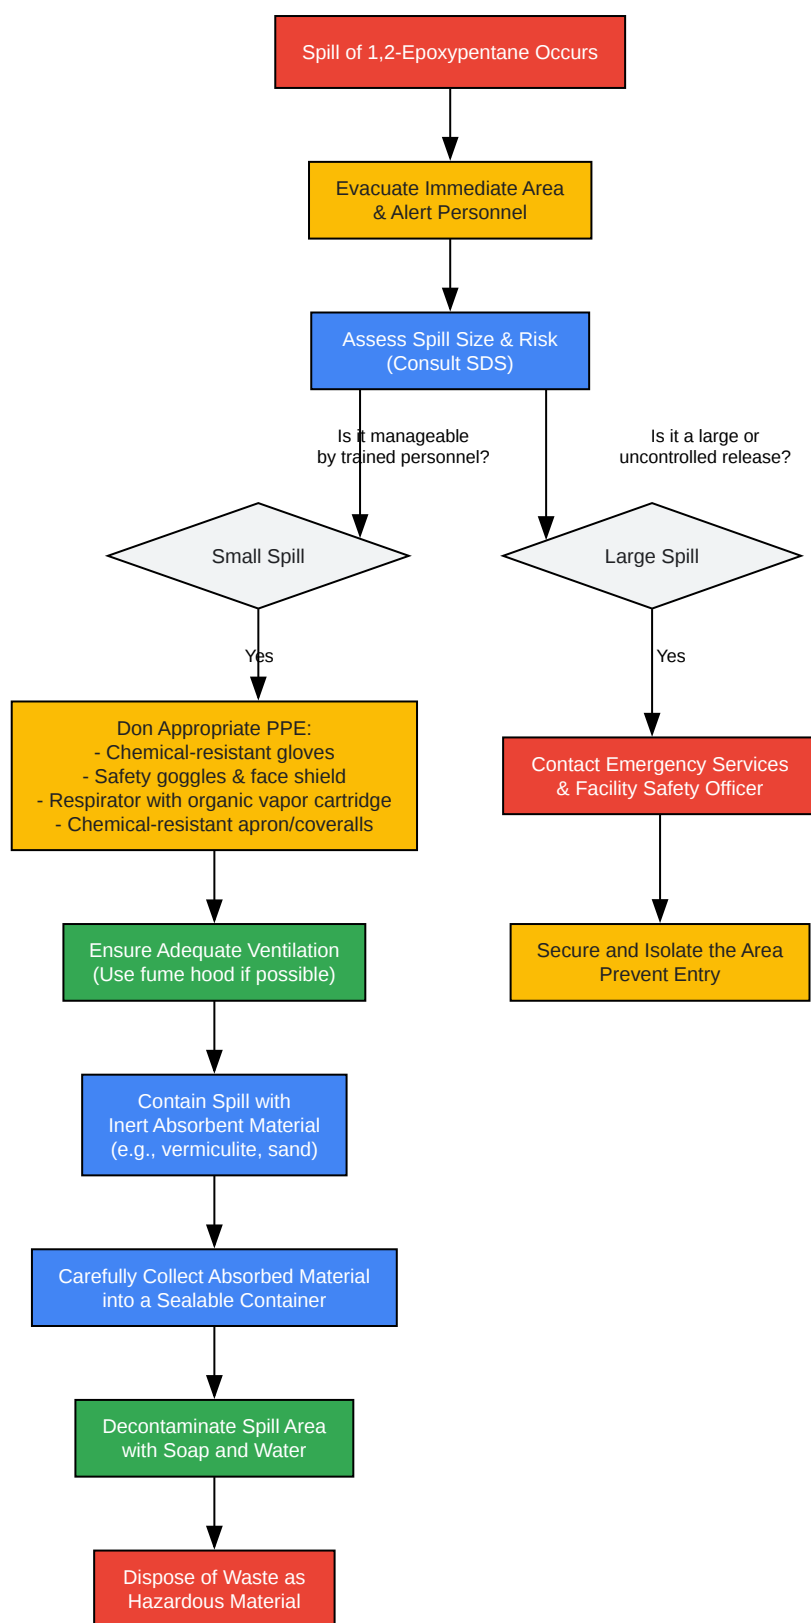 Spill of 1,2-Epoxypentane Occurs
Evacuate Immediate Area
& Alert Personnel
Assess Spill Size & Risk
(Consult SDS)
Is it manageable
by trained personnel?
Is it a large or
uncontrolled release?
Small Spill
Large Spill
Yes
Yes
Don Appropriate PPE:
- Chemical-resistant gloves
- Safety goggles & face shield
- Respirator with organic vapor cartridge
- Chemical-resistant apron/coveralls
Contact Emergency Services
& Facility Safety Officer
Ensure Adequate Ventilation
(Use fume hood if possible)
Secure and Isolate the Area
Prevent Entry
Contain Spill with
Inert Absorbent Material
(e.g., vermiculite, sand)
Carefully Collect Absorbed Material
into a Sealable Container
Decontaminate Spill Area
with Soap and Water
Dispose of Waste as
Hazardous Material